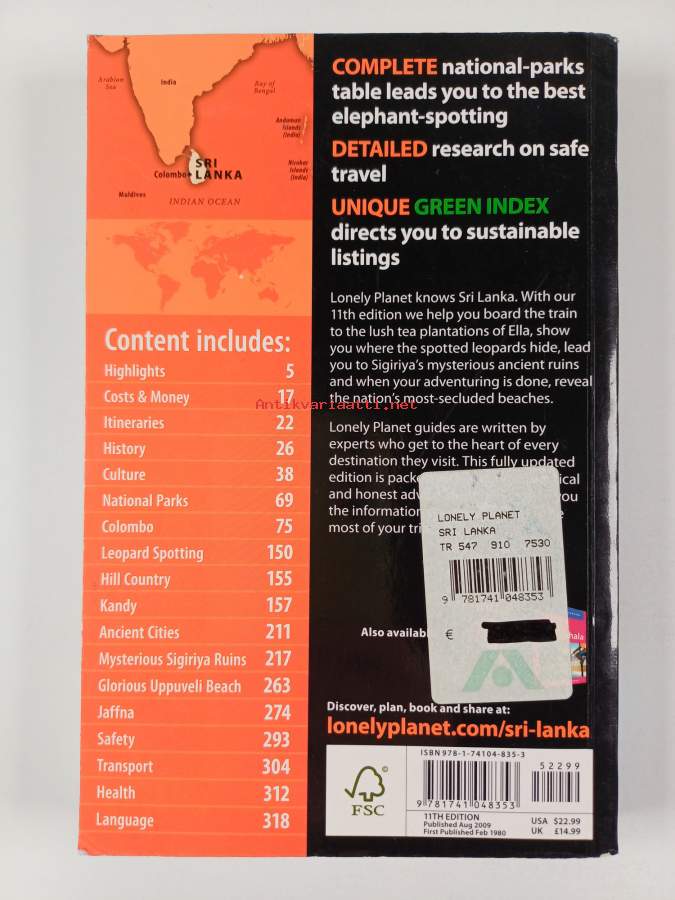 Arabian
Sea
India
Bay of
Bengal
Andaman
Islands
(India)
SRI
LANKA
Colombo
Nicobar
Islands
(India)
Maldives
INDIAN OCEAN
Content includes:
Highlights 5
Costs & Money 17
Itineraries 22
History 26
Culture 38
National Parks 69
Colombo 75
Leopard Spotting 150
Hill Country 155
Kandy 157
Ancient Cities 211
Mysterious Sigiriya Ruins 217
Glorious Uppuveli Beach 263
Jaffna 274
Safety 293
Transport 304
Health 312
Language 318
COMPLETE national-parks
table leads you to the best
elephant-spotting
DETAILED research on safe
travel
UNIQUE GREEN INDEX
directs you to sustainable
listings
Lonely Planet knows Sri Lanka. With our
11th edition we help you board the train
to the lush tea plantations of Ella, show
you where the spotted leopards hide, lead
you to Sigiriya's mysterious ancient ruins
and when your adventuring is done, reveal
the nation's most-secluded beaches.
Antikvariaatti.net
Lonely Planet guides are written by
experts who get to the heart of every
destination they visit. This fully updated
edition is
and honest
the information
most of your
LONELY PLANET
SRI LANKA
TR 547 910 7530
9 781741 048353
€
Also
Discover, plan, book and share at:
lonelyplanet.com/sri-lanka
FSC
ISBN 978-1-74104-835-3
52299
9 781741 048353
11TH EDITION
Published Aug 2009
First Published Feb 1980
USA $22.99
UK £14.99